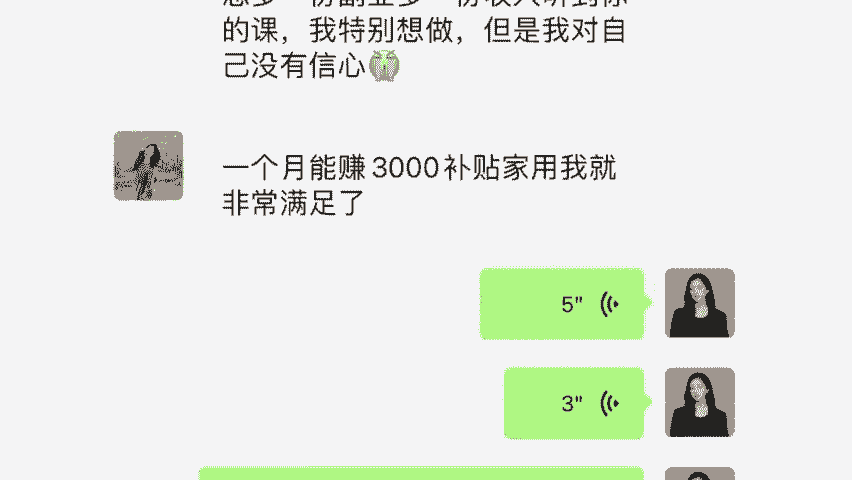 的课，我特别想做，但是我对自
己没有信心😭
一个月能赚3000补贴家用我就
非常满足了
5"
3"